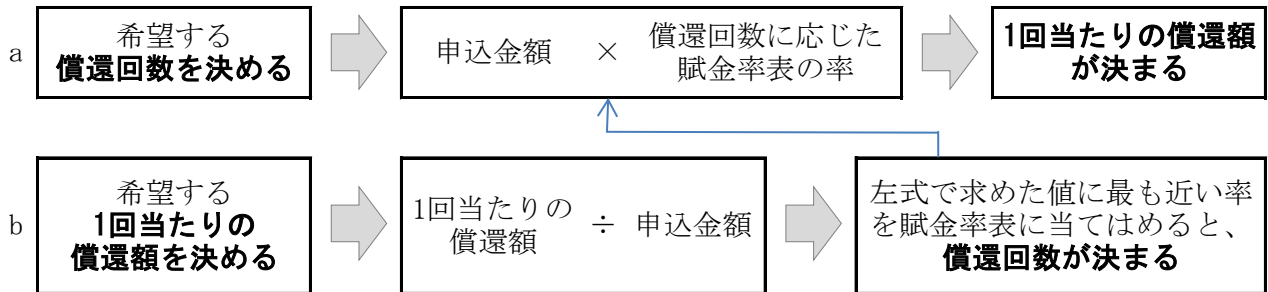 a
希望する
償還回数を決める
申込金額 × 償還回数に応じた
賦金率表の率
1回当たりの償還額
が決まる
b
希望する
1回当たりの
償還額を決める
1回当たりの
償還額
÷ 申込金額
左式で求めた値に最も近い率
を賦金率表に当てはめると、
償還回数が決まる